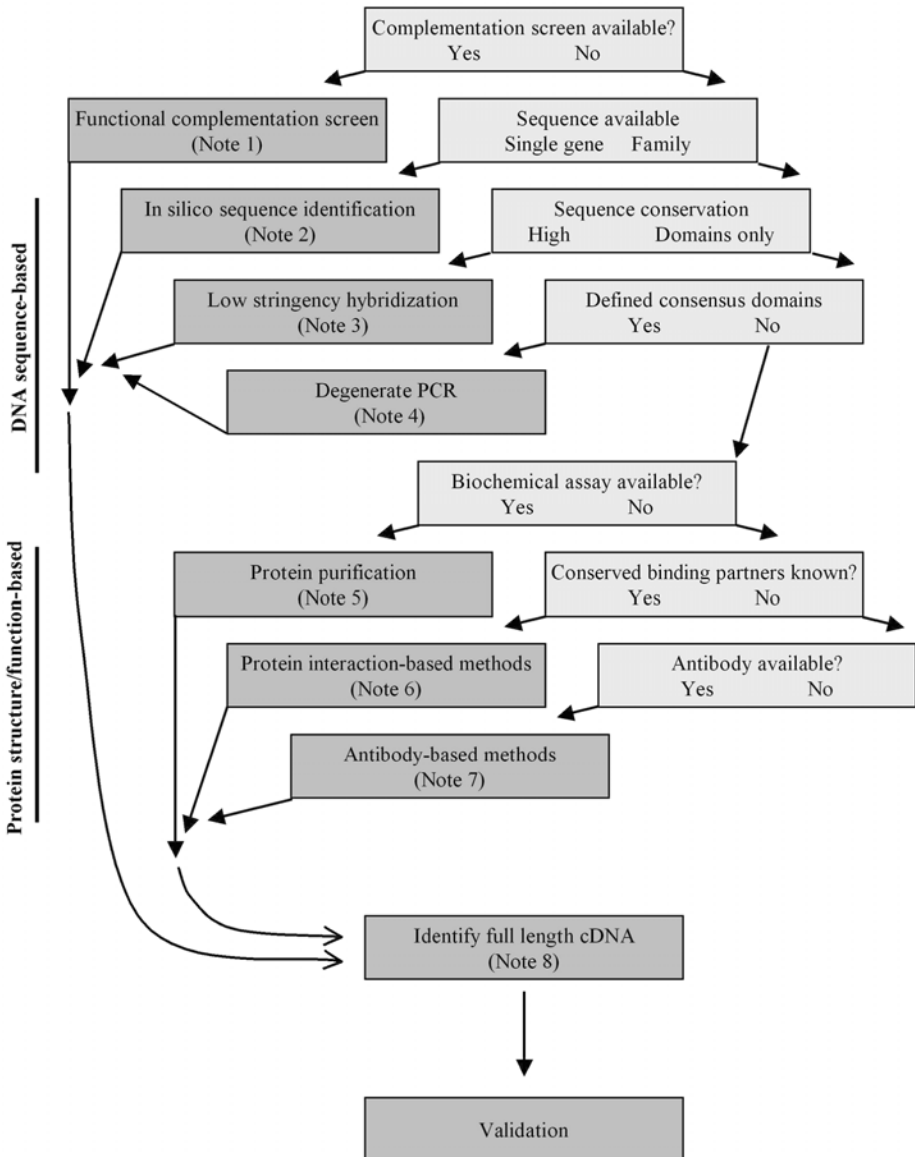 Complementation screen available?
Yes No
Functional complementation screen
(Note 1)
Sequence available
Single gene Family
In silico sequence identification
(Note 2)
Sequence conservation
High Domains only
Low stringency hybridization
(Note 3)
Defined consensus domains
Yes No
Degenerate PCR
(Note 4)
DNA sequence-based
Biochemical assay available?
Yes No
Protein purification
(Note 5)
Conserved binding partners known?
Yes No
Protein interaction-based methods
(Note 6)
Antibody available?
Yes No
Antibody-based methods
(Note 7)
Protein structure/function-based
Identify full length cDNA
(Note 8)
Validation